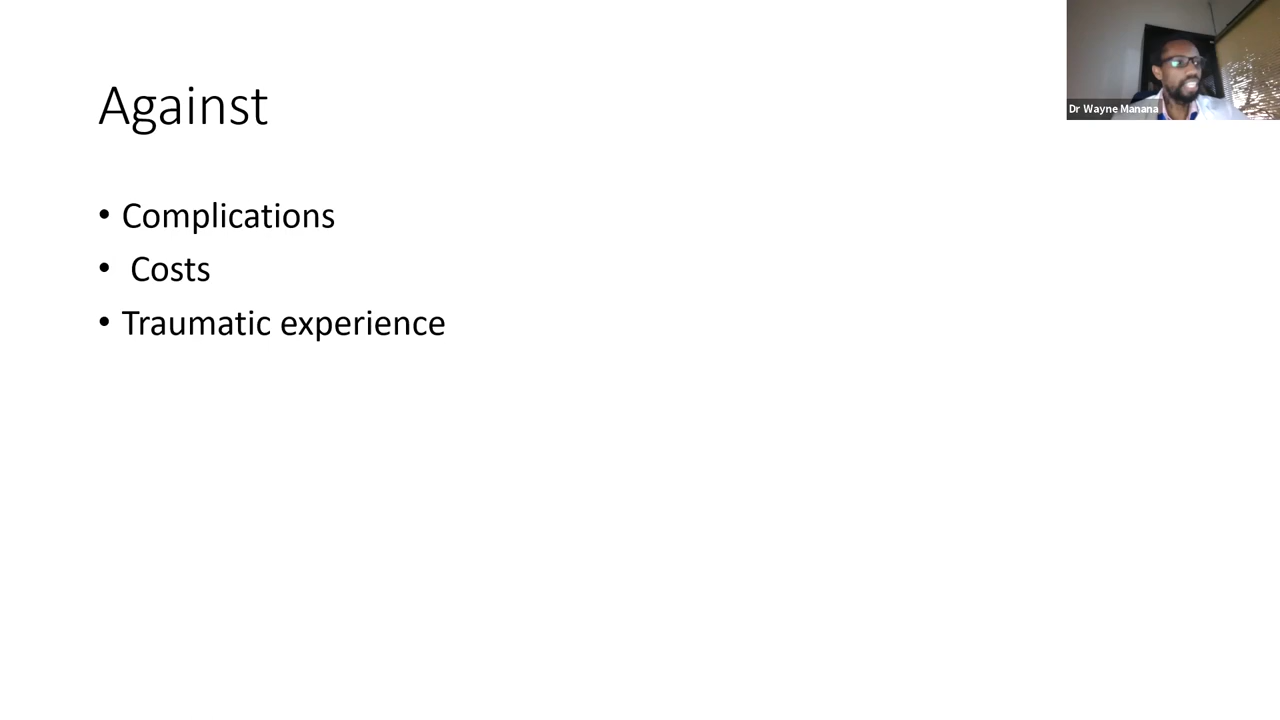 Against
• Complications
• Costs
• Traumatic experience
Dr Wayne Manana